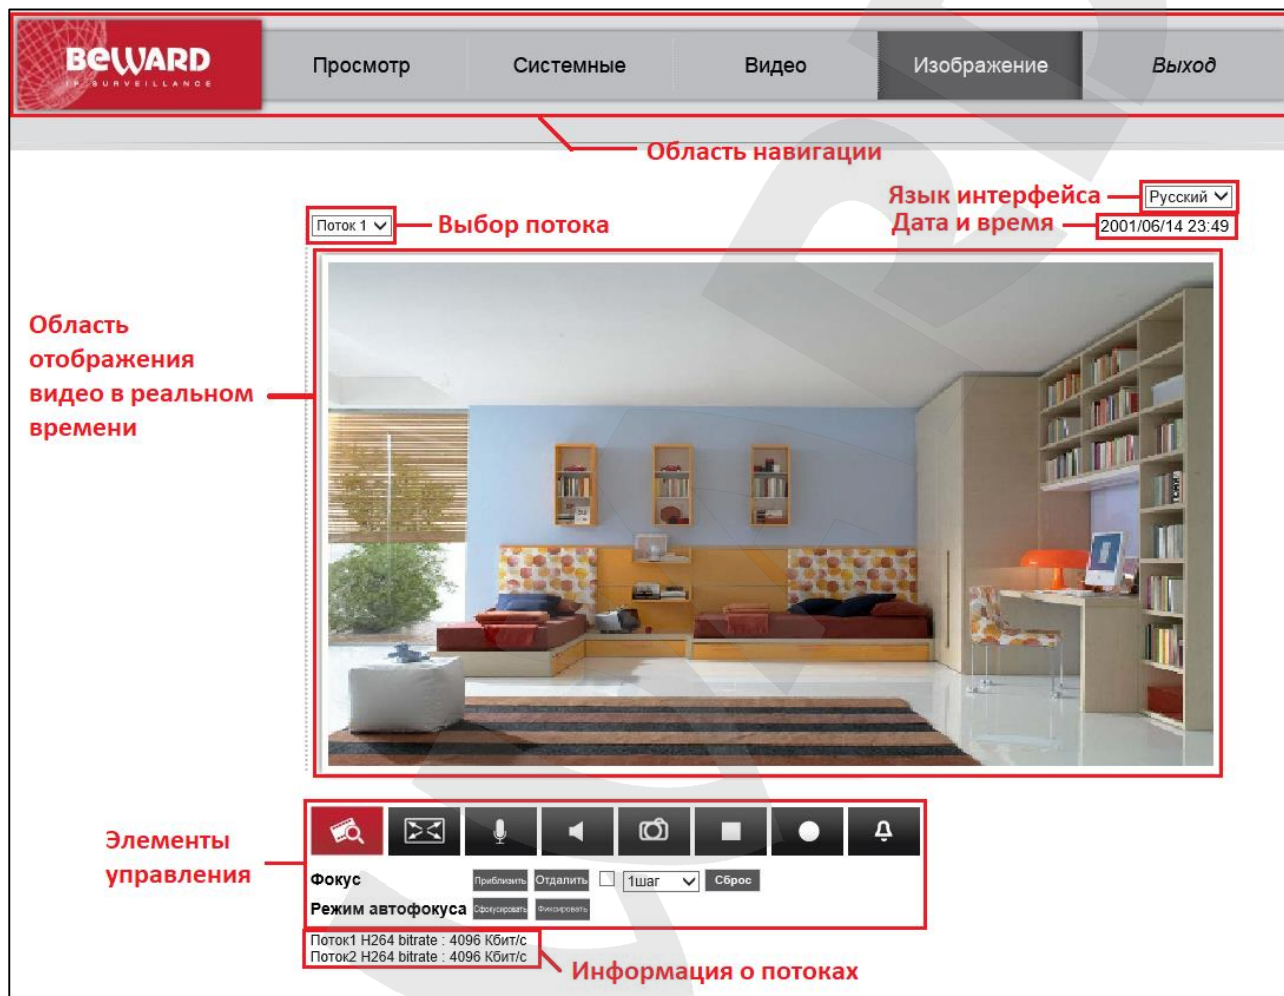 BEWARD
IP SURVEILLANCE
Просмотр
Системные
Видео
Изображение
Выход
Область навигации
Язык интерфейса
Русский
Поток 1
Выбор потока
Дата и время
2001/06/14 23:49
Область
отображения
видео в реальном
времени
Элементы
управления
Фокус
Приблизить
Отдалить
1шаг
Сброс
Режим автофокуса
Сфокусировать
Фиксировать
Поток1 H264 bitrate : 4096 Кбит/с
Поток2 H264 bitrate : 4096 Кбит/с
Информация о потоках